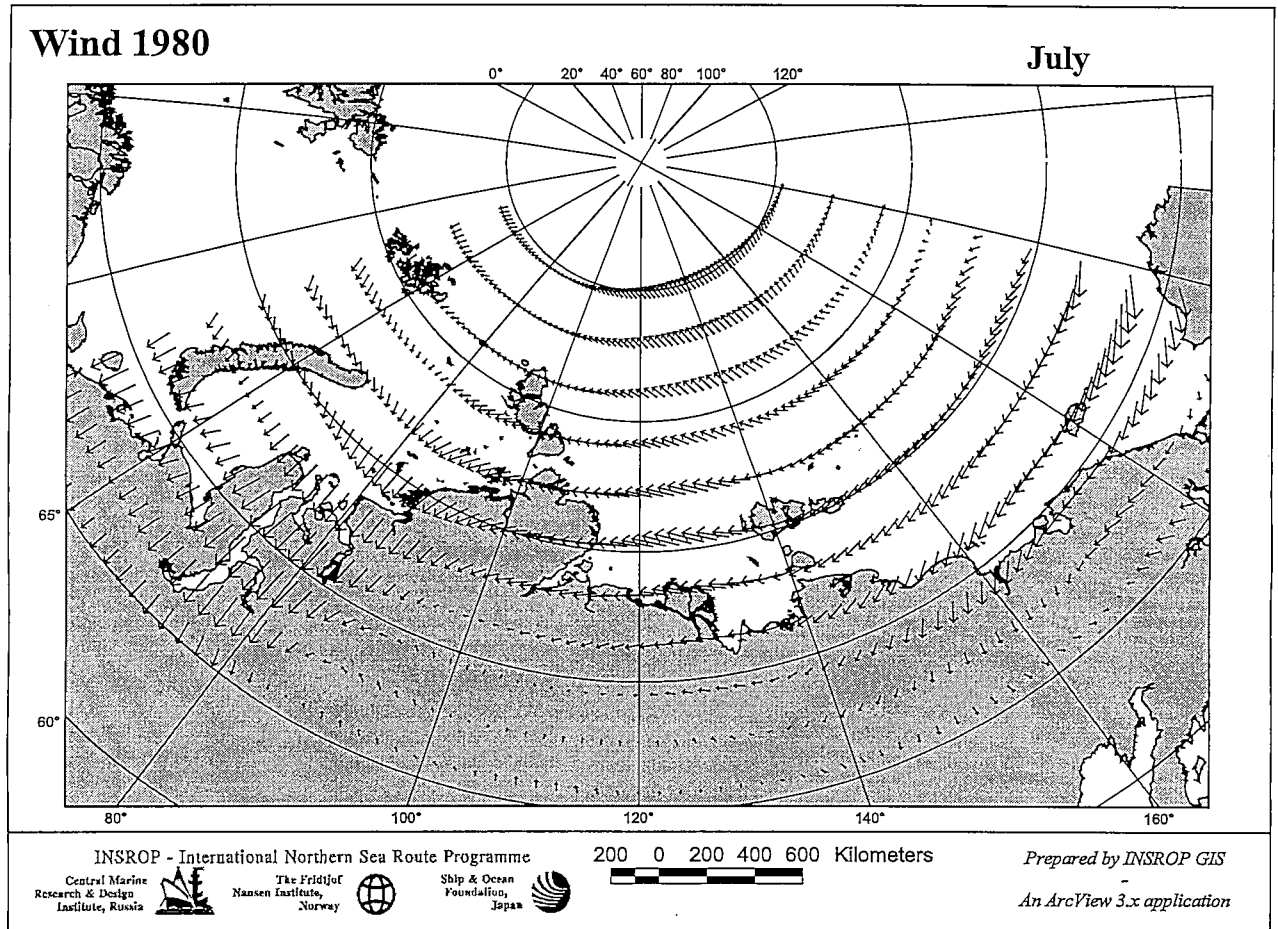 Wind 1980
July
0° 20° 40° 60° 80° 100° 120°
65°
60°
80° 100° 120° 140° 160°
INSROP - International Northern Sea Route Programme
Central Marine
Research & Design
Institute, Russia
The Fridtjof
Nansen Institute,
Norway
Ship & Ocean
Foundation,
Japan
200 0 200 400 600 Kilometers
Prepared by INSROP GIS
-
An ArcView 3.x application